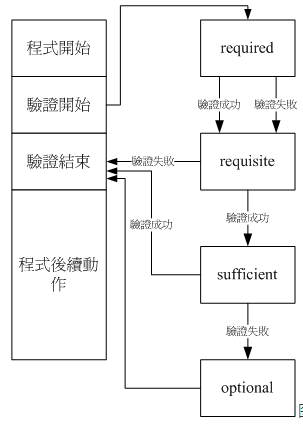 程式開始
required
驗證開始
驗證成功
驗證失敗
驗證結束
驗證失敗
requisite
驗證成功
驗證成功
程式後續動
作
sufficient
驗證失敗
optional